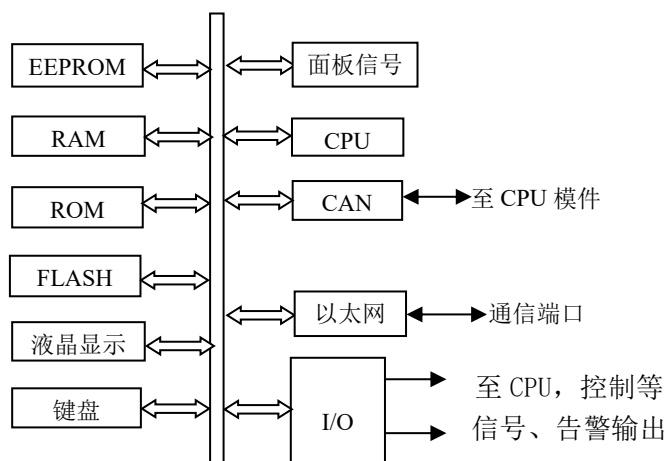 EEPROM
面板信号
RAM
CPU
ROM
CAN
至 CPU 模件
FLASH
以太网
通信端口
液晶显示
键盘
I/O
至 CPU，控制等
信号、告警输出